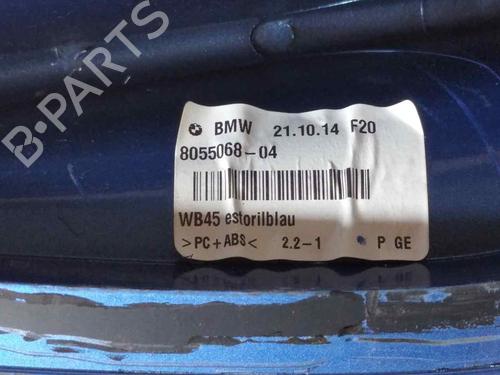 B-PARTS
BMW 21.10.14 F20
8055068-04
WB45 estorilblau
>PC+ABS< 2.2-1 P GE